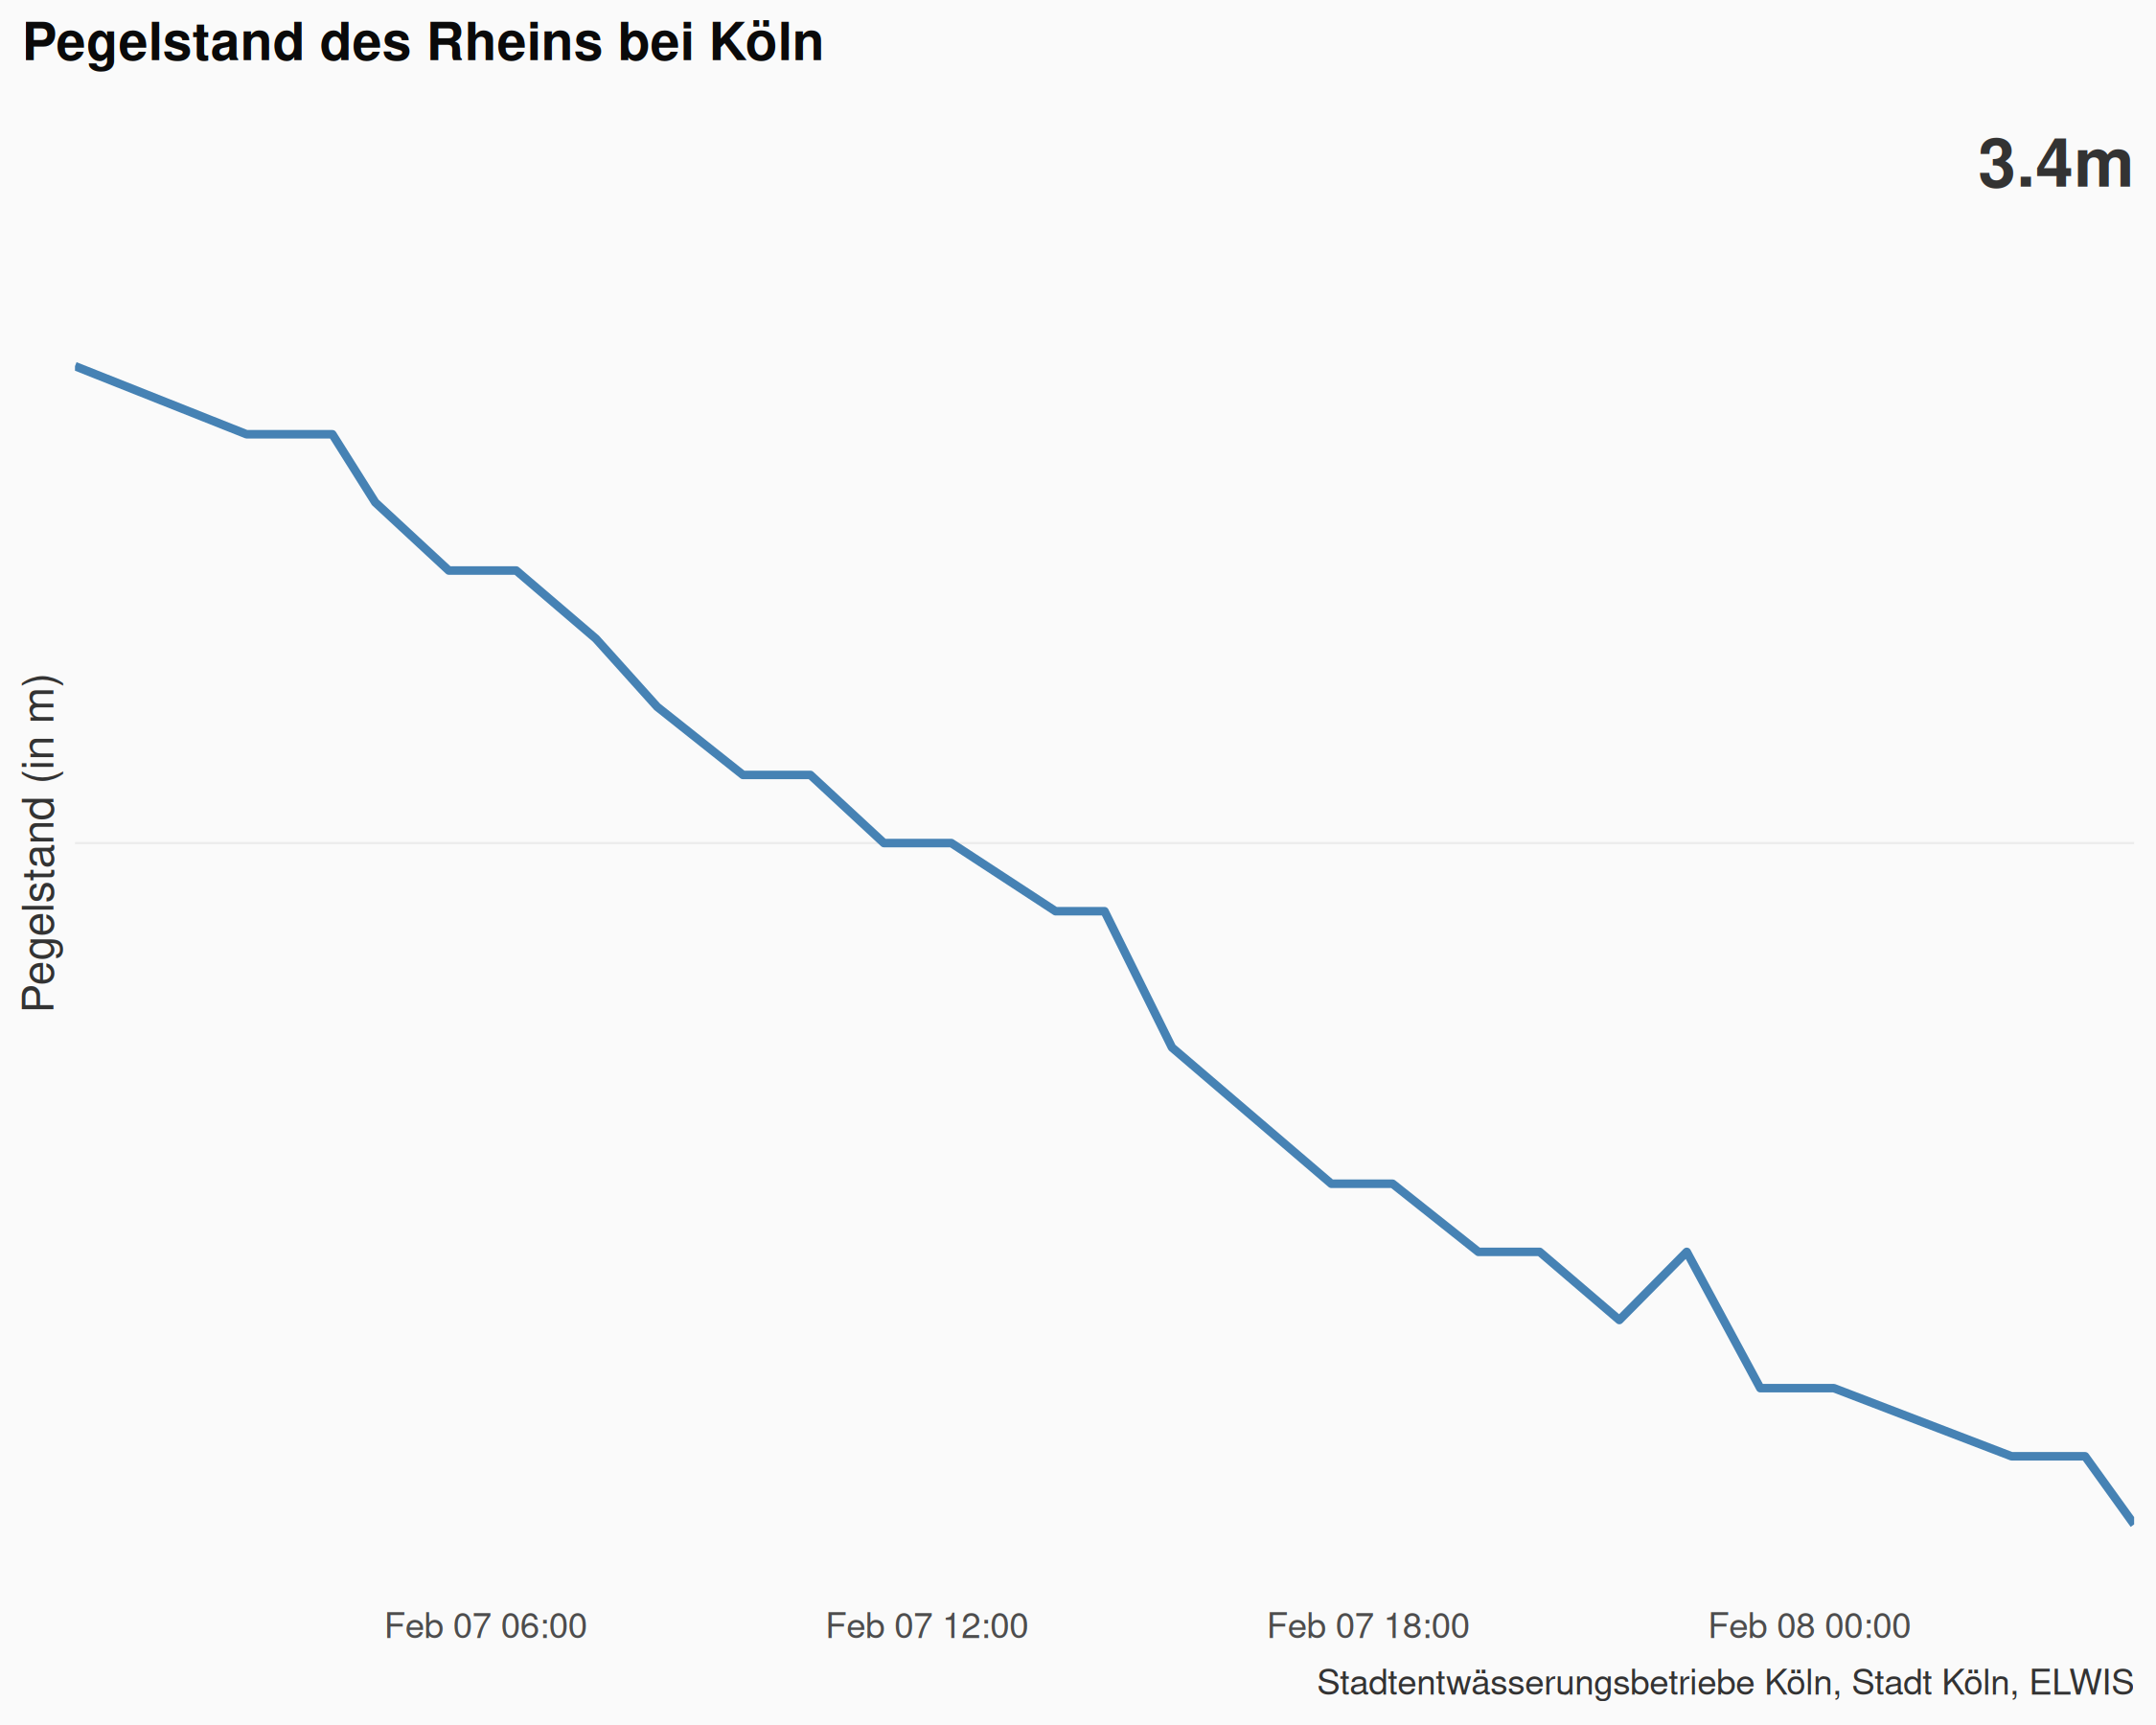 Pegelstand des Rheins bei Köln
3.4m
Pegelstand (in m)
Feb 07 06:00 Feb 07 12:00 Feb 07 18:00 Feb 08 00:00
Stadtentwässerungsbetriebe Köln, Stadt Köln, ELWIS